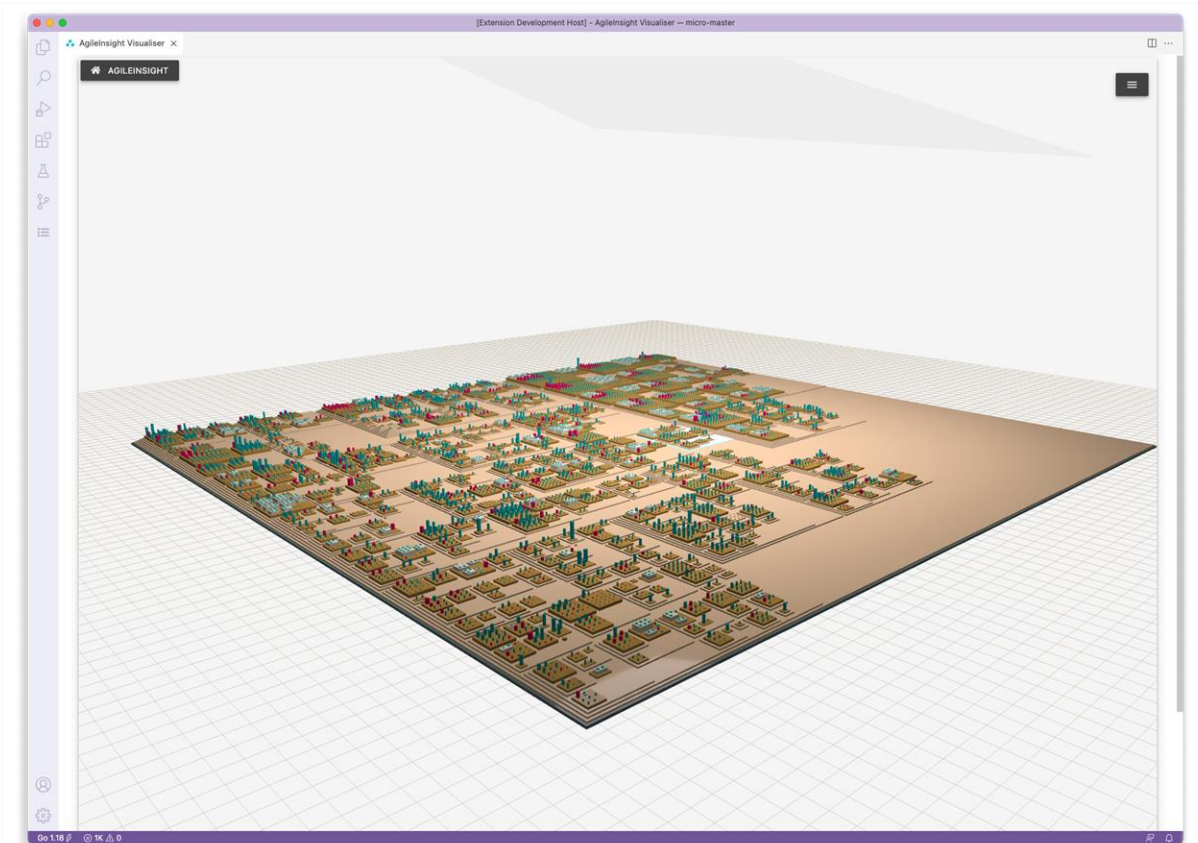 [Extension Development Host] - AgileInsight Visualiser — micro-master
AgileInsight Visualiser
AGILEINSIGHT
Go 1.18 1K 0